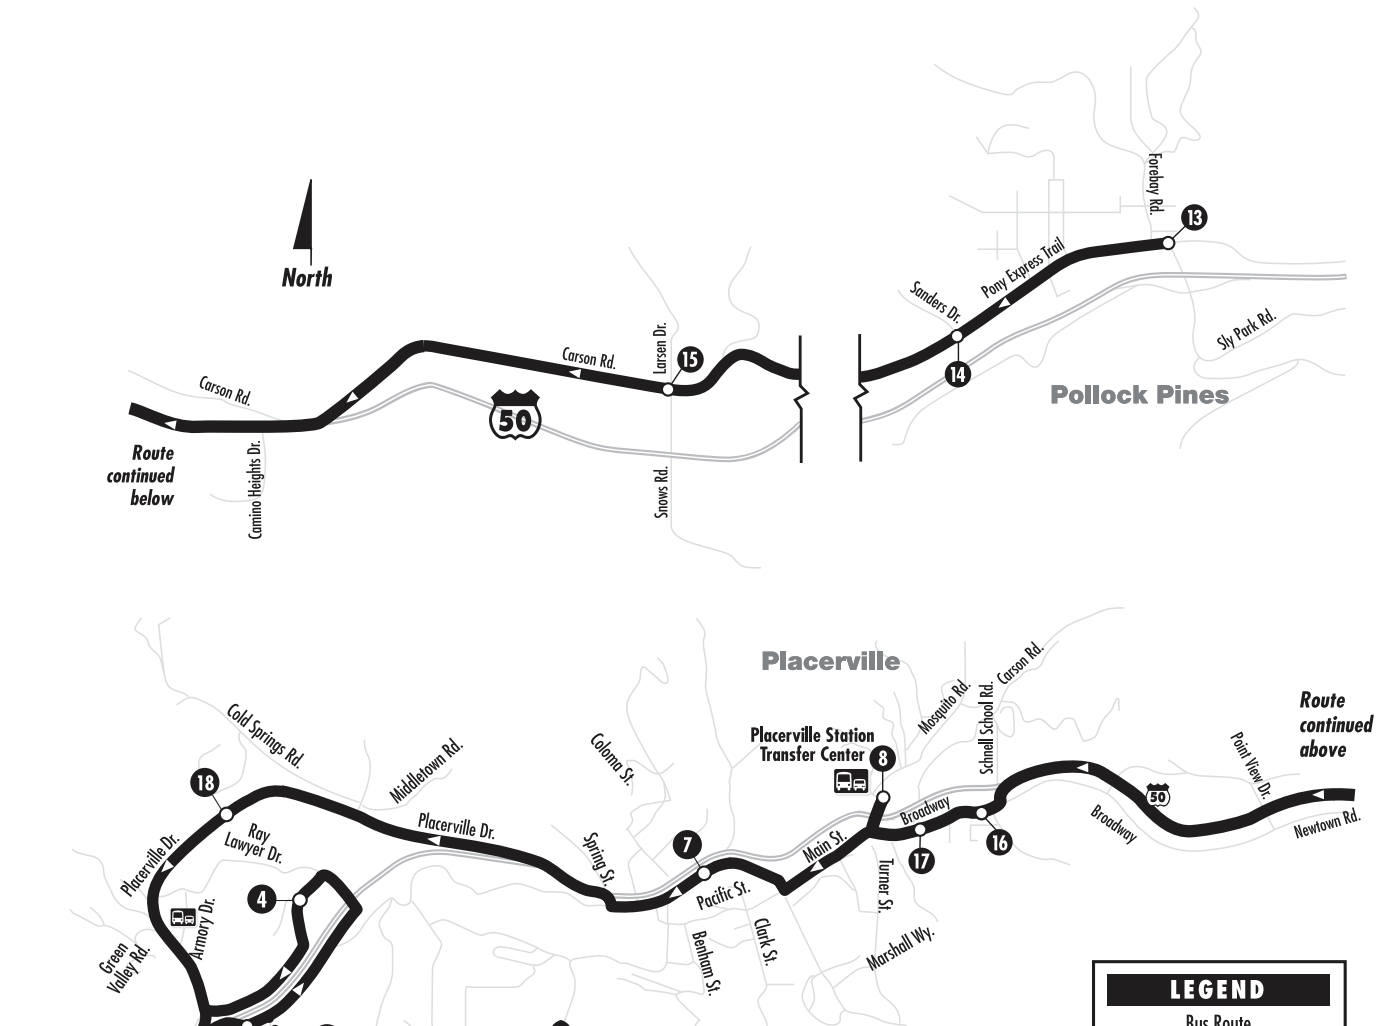 Forebay Rd.
13
Pony Express Trail
North
Sanders Dr.
Sly Park Rd.
Larsen Dr.
Carson Rd.
15
14
Carson Rd.
Pollock Pines
50
Route
continued
below
Camino Heights Dr.
Snows Rd.
Placerville
Carson Rd.
Mosquito Rd.
Schnell School Rd.
Route
continued
above
Cold Springs Rd.
Middletown Rd.
Coloma St.
Placerville Station
Transfer Center
8
Point View Dr.
18
50
Broadway
Broadway
Newtown Rd.
Placerville Dr.
Ray
Lawyer Dr.
Placerville Dr.
Spring St.
7
Main St.
17
16
4
Pacific St.
Turner St.
Armory Dr.
Green
Valley Rd.
Benham St.
Clark St.
Marshall Wy.
LEGEND
Bus Route